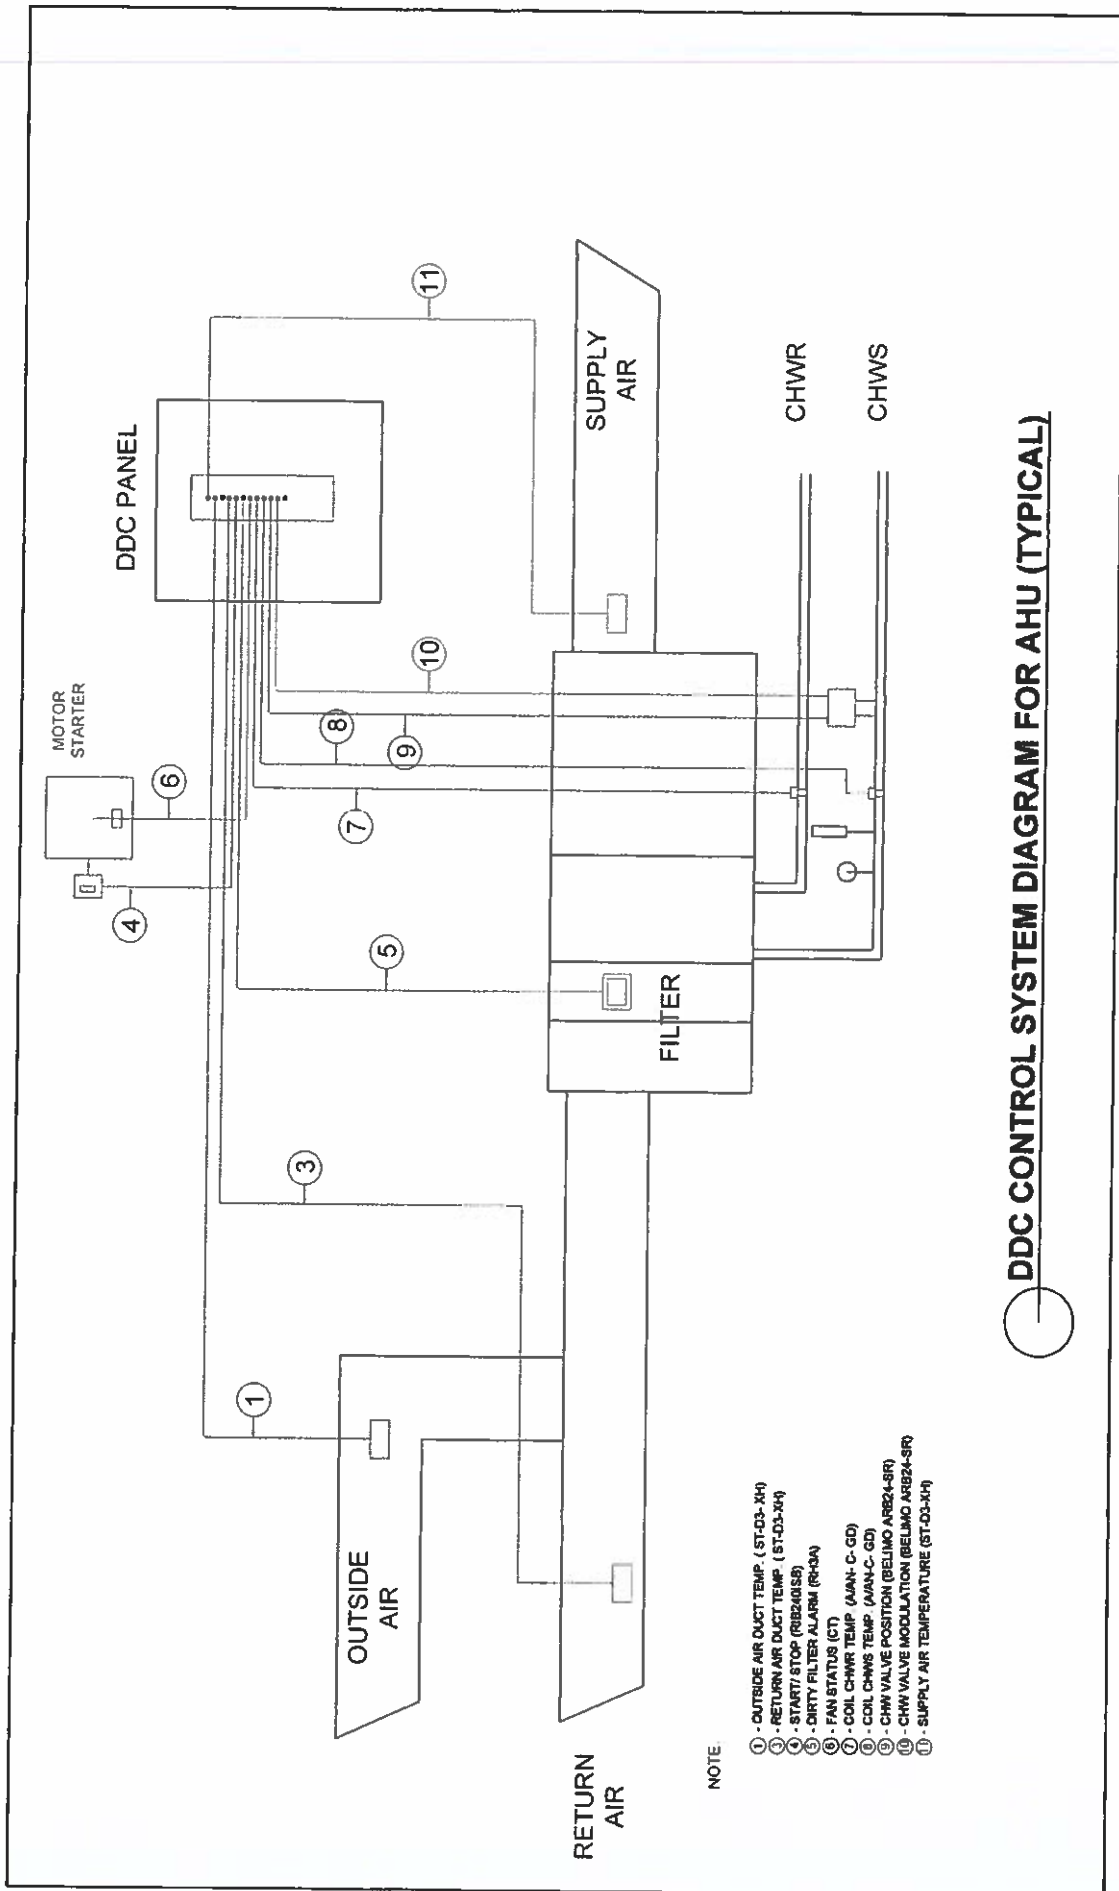 MOTOR
STARTER
DDC PANEL
4
6
11
1
3
5
7
8
9
10
OUTSIDE
AIR
RETURN
AIR
FILTER
SUPPLY
AIR
CHWR
CHWS
NOTE:
1 - OUTSIDE AIR DUCT TEMP. ( ST-D3- XH)
3 - RETURN AIR DUCT TEMP. ( ST-D3-XH)
4 - START/ STOP (RIB240ISB)
5 - DIRTY FILTER ALARM (RH3A)
6 - FAN STATUS (CT)
7 - COIL CHWR TEMP. (A/AN- C- GD)
8 - COIL CHWS TEMP. (A/AN-C- GD)
9 - CHW VALVE POSITION (BELIMO ARB24-SR)
10 - CHW VALVE MODULATION (BELIMO ARB24-SR)
11 - SUPPLY AIR TEMPERATURE (ST-D3-XH)
DDC CONTROL SYSTEM DIAGRAM FOR AHU (TYPICAL)